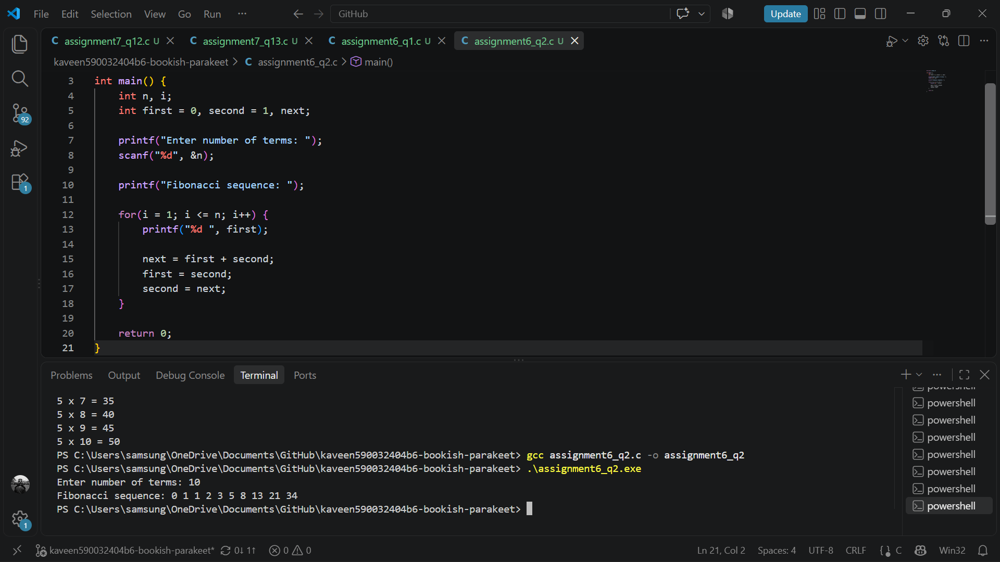 File Edit Selection View Go Run ··· GitHub Update
assignment7_q12.c U assignment7_q13.c U assignment6_q1.c U assignment6_q2.c U
kaveen590032404b6-bookish-parakeet > C assignment6_q2.c > main()
3 int main() {
4 int n, i;
5 int first = 0, second = 1, next;
6
7 printf("Enter number of terms: ");
8 scanf("%d", &n);
9
10 printf("Fibonacci sequence: ");
11
12 for(i = 1; i <= n; i++) {
13 printf("%d ", first);
14
15 next = first + second;
16 first = second;
17 second = next;
18 }
19
20 return 0;
21 }
92
1
Problems Output Debug Console Terminal Ports
5 x 7 = 35
5 x 8 = 40
5 x 9 = 45
5 x 10 = 50
PS C:\Users\samsung\OneDrive\Documents\GitHub\kaveen590032404b6-bookish-parakeet> gcc assignment6_q2.c -o assignment6_q2
PS C:\Users\samsung\OneDrive\Documents\GitHub\kaveen590032404b6-bookish-parakeet> .\assignment6_q2.exe
Enter number of terms: 10
Fibonacci sequence: 0 1 1 2 3 5 8 13 21 34
PS C:\Users\samsung\OneDrive\Documents\GitHub\kaveen590032404b6-bookish-parakeet>
powershell
powershell
powershell
powershell
powershell
powershell
powershell
powershell
1
kaveen590032404b6-bookish-parakeet* 0↓ 1↑ 0 0 Ln 21, Col 2 Spaces: 4 UTF-8 CRLF C Win32